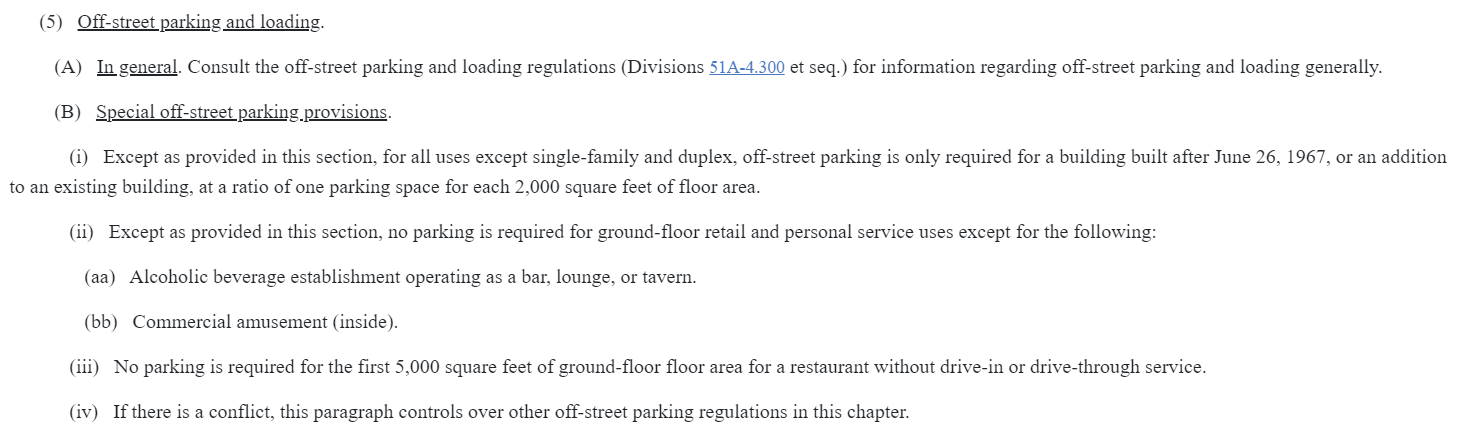 (5) Off-street parking and loading.
(A) In general. Consult the off-street parking and loading regulations (Divisions 51A-4.300 et seq.) for information regarding off-street parking and loading generally.
(B) Special off-street parking provisions.
(i) Except as provided in this section, for all uses except single-family and duplex, off-street parking is only required for a building built after June 26, 1967, or an addition
to an existing building, at a ratio of one parking space for each 2,000 square feet of floor area.
(ii) Except as provided in this section, no parking is required for ground-floor retail and personal service uses except for the following:
(aa) Alcoholic beverage establishment operating as a bar, lounge, or tavern.
(bb) Commercial amusement (inside).
(iii) No parking is required for the first 5,000 square feet of ground-floor floor area for a restaurant without drive-in or drive-through service.
(iv) If there is a conflict, this paragraph controls over other off-street parking regulations in this chapter.